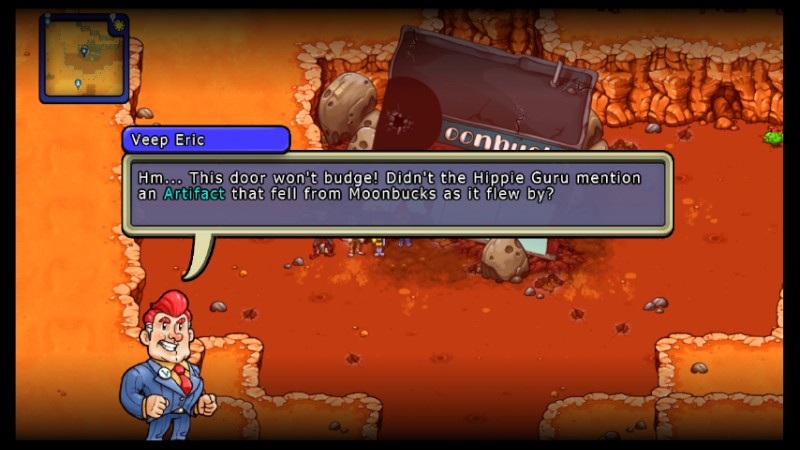 Veep Eric
Hm... This door won't budge! Didn't the Hippie Guru mention
an Artifact that fell from Moonbucks as it flew by?